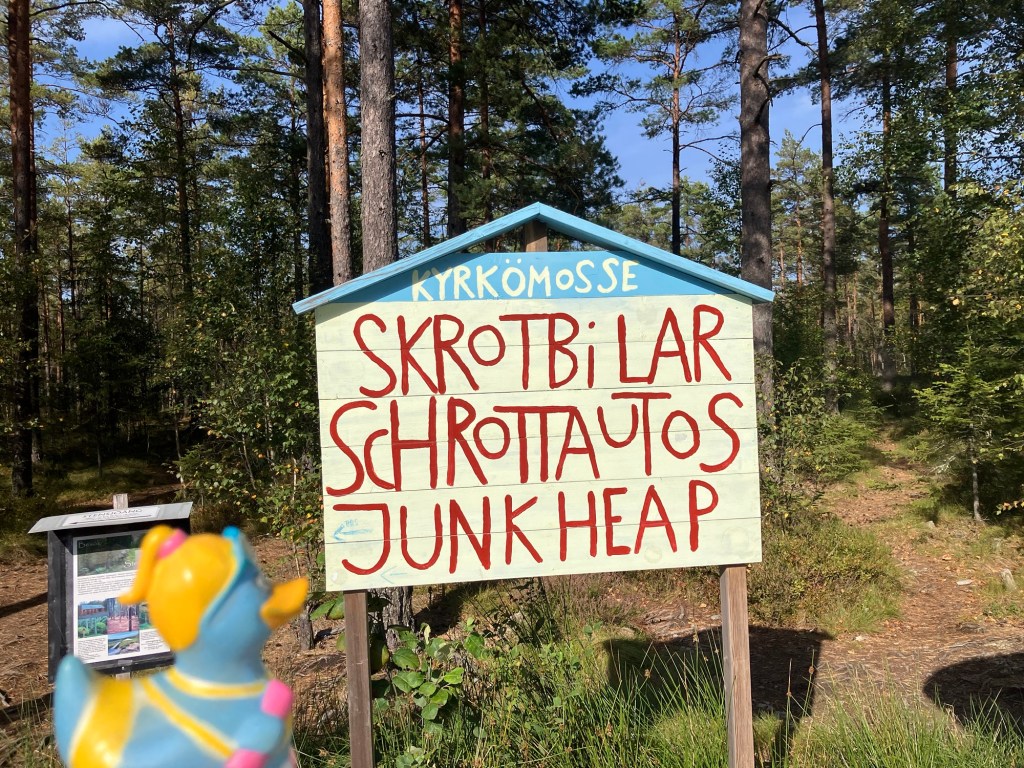 KYRKÖMOSSE
SKROTBiLAR
SCHROTTAUTOS
JUNK HEAP